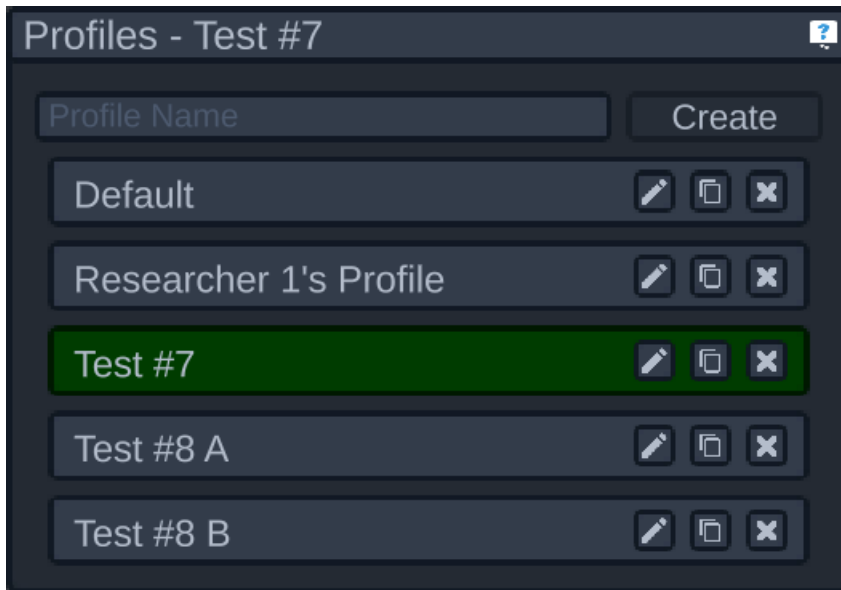 Profiles - Test #7
?
Profile Name
Create
Default
Researcher 1's Profile
Test #7
Test #8 A
Test #8 B